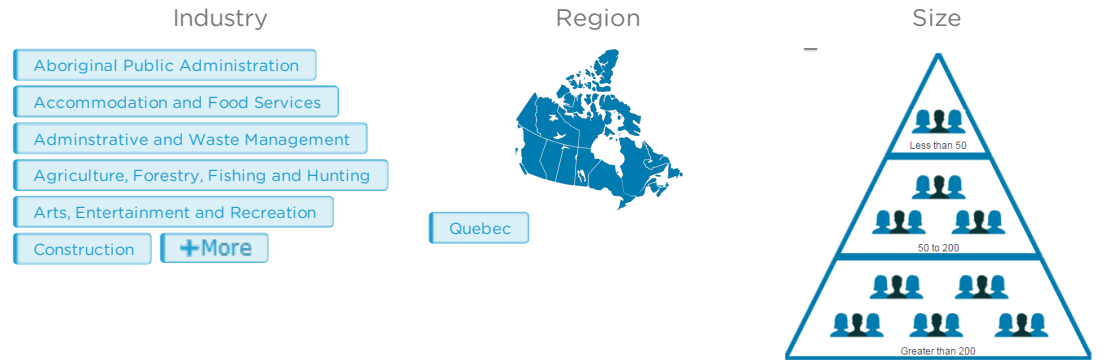 Industry
Region
Size
Aboriginal Public Administration
Accommodation and Food Services
Adminstrative and Waste Management
Agriculture, Forestry, Fishing and Hunting
Arts, Entertainment and Recreation
Construction
+More
Quebec
Less than 50
50 to 200
Greater than 200